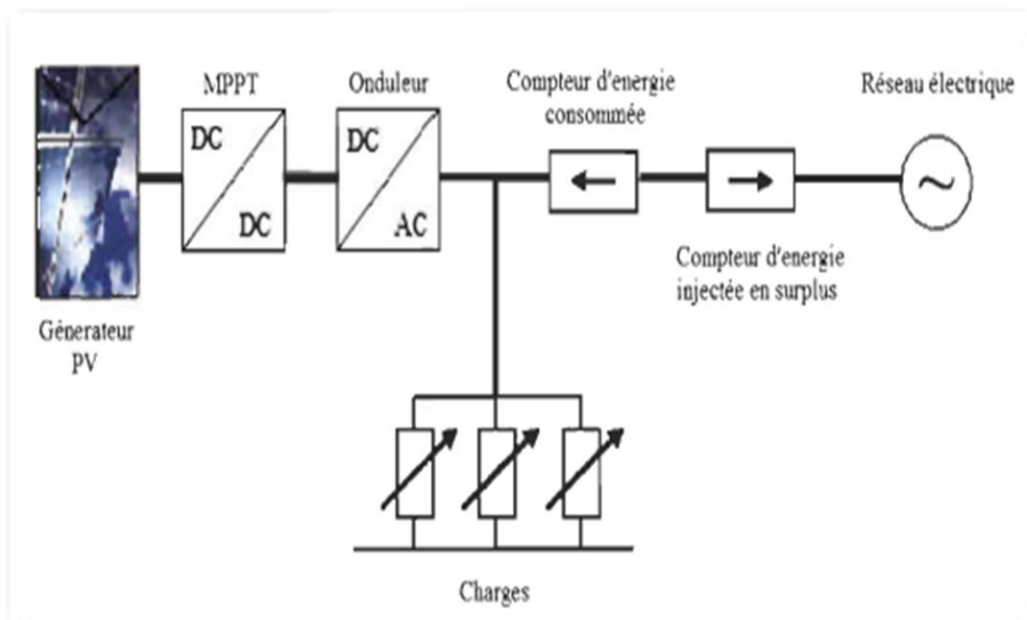 MPPT
Onduleur
Compteur d'energie
consommée
Réseau électrique
DC
DC
DC
AC
~
Compteur d'energie
injectée en surplus
Génerateur
PV
Charges